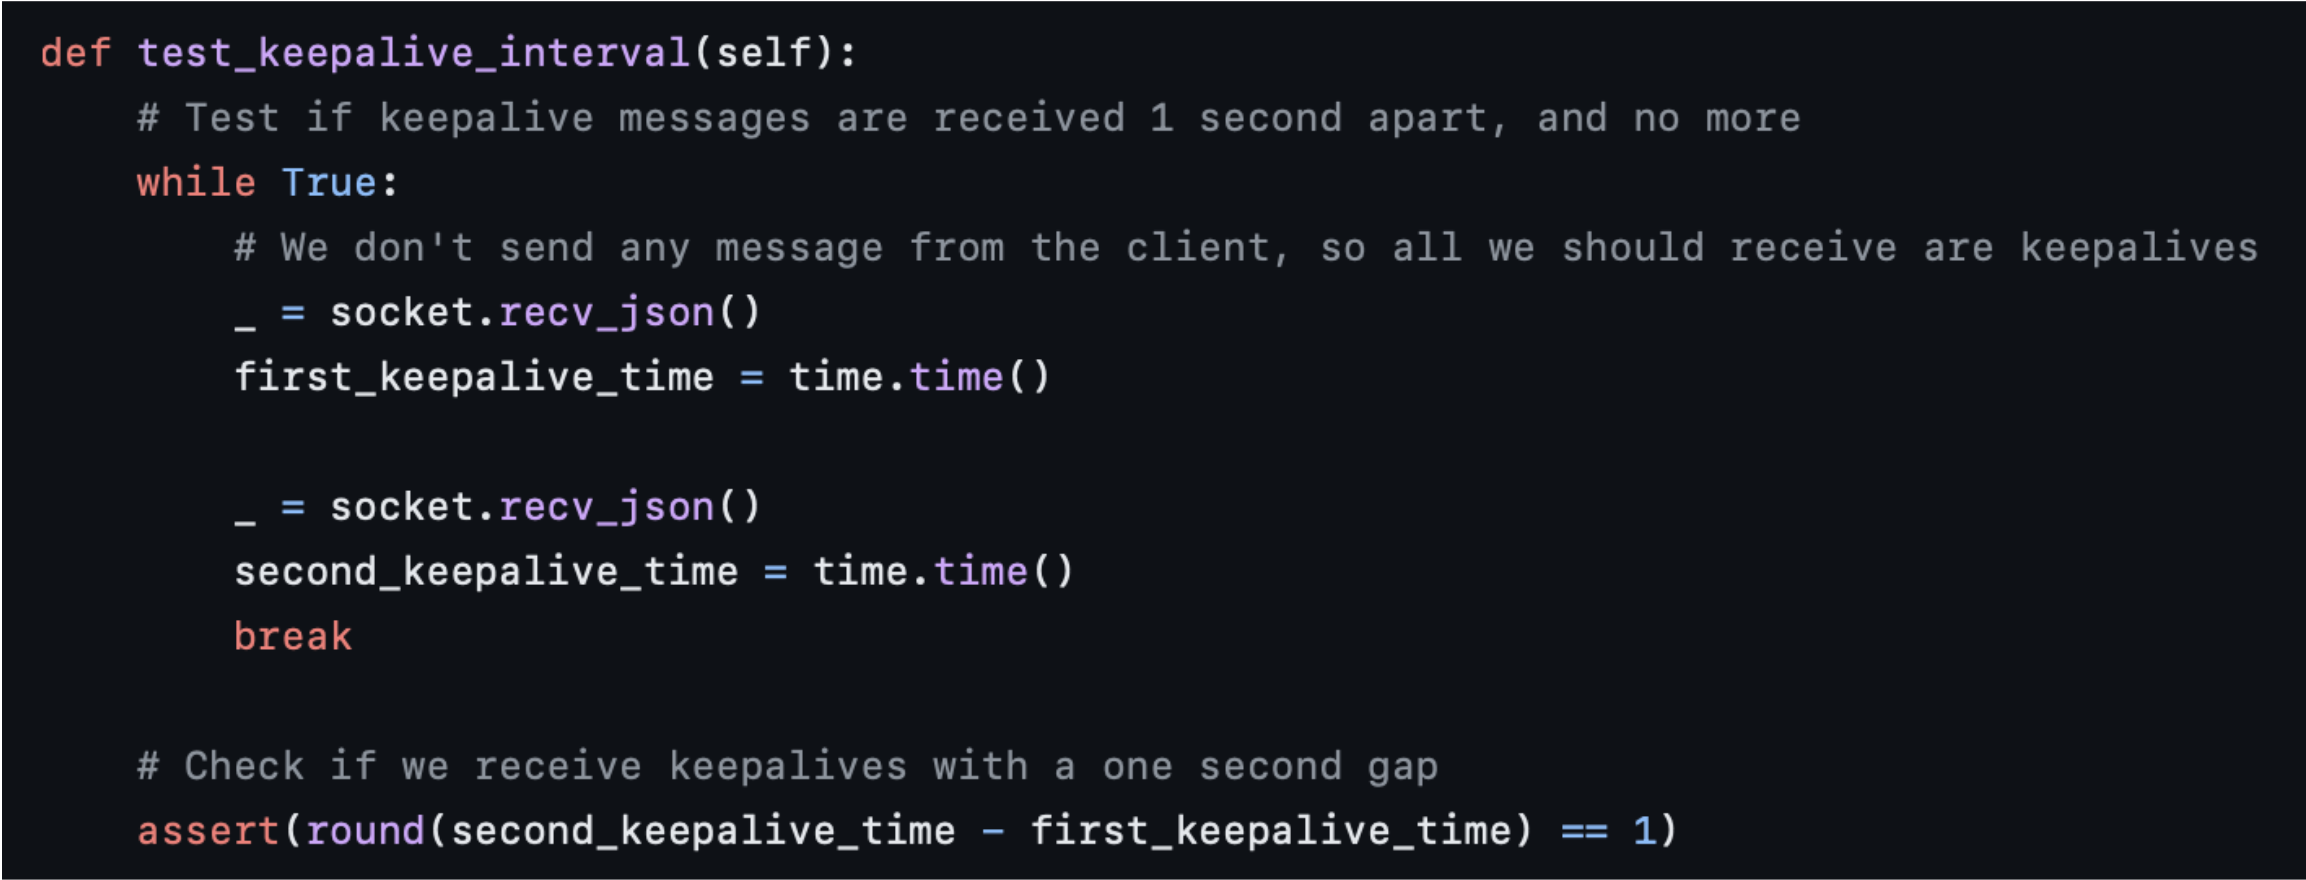 def test_keepalive_interval(self):
    # Test if keepalive messages are received 1 second apart, and no more
    while True:
        # We don't send any message from the client, so all we should receive are keepalives
        _ = socket.recv_json()
        first_keepalive_time = time.time()

        _ = socket.recv_json()
        second_keepalive_time = time.time()
        break

    # Check if we receive keepalives with a one second gap
    assert(round(second_keepalive_time - first_keepalive_time) == 1)